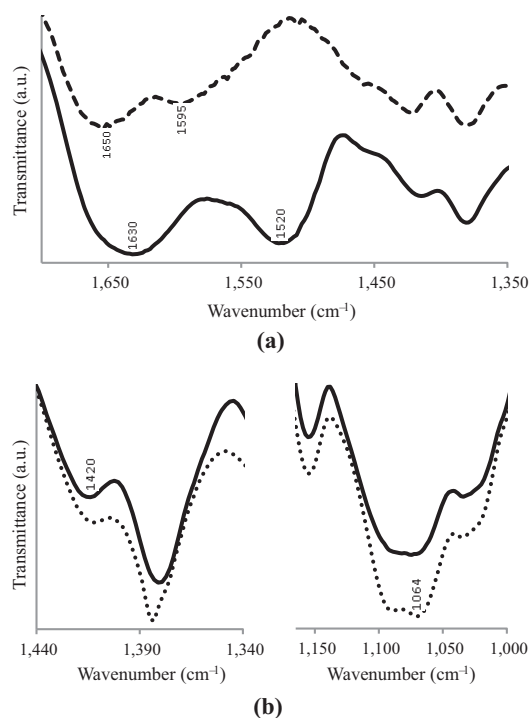 Transmittance (a.u.)
1650
1595
1630
1520
1,650
1,550
1,450
1,350
Wavenumber (cm⁻¹)
(a)
Transmittance (a.u.)
1420
1064
1,440
1,390
1,340
1,150
1,100
1,050
1,000
Wavenumber (cm⁻¹)
Wavenumber (cm⁻¹)
(b)